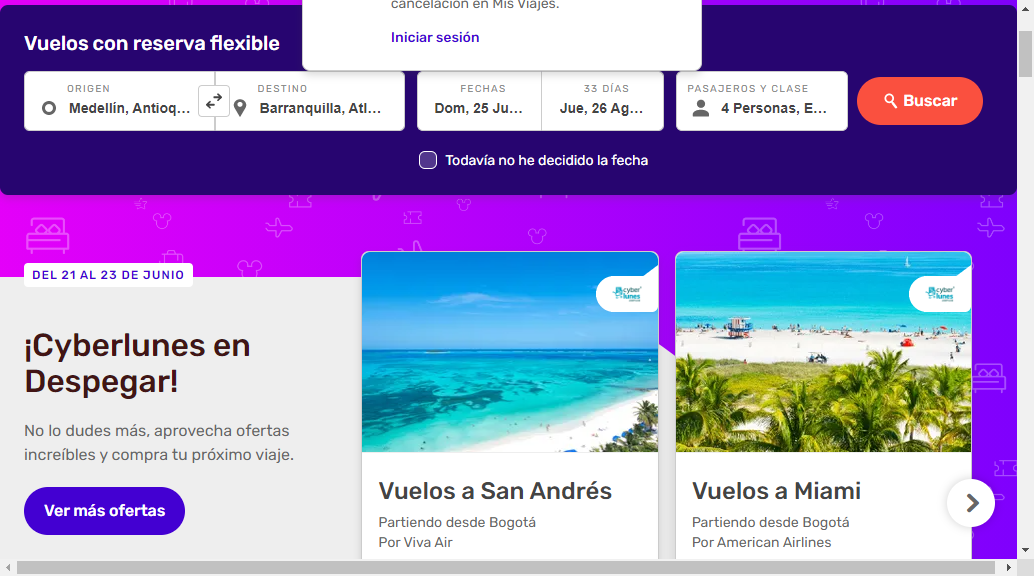 cancelación en Mis Viajes.
Iniciar sesión
Vuelos con reserva flexible
ORIGEN
Medellín, Antioq...
DESTINO
Barranquilla, Atl...
FECHAS
Dom, 25 Ju...
33 DÍAS
Jue, 26 Ag...
PASAJEROS Y CLASE
4 Personas, E...
Buscar
Todavía no he decidido la fecha
DEL 21 AL 23 DE JUNIO
¡Cyberlunes en
Despegar!
No lo dudes más, aprovecha ofertas
increíbles y compra tu próximo viaje.
Ver más ofertas
cyber
lunes
Vuelos a San Andrés
Partiendo desde Bogotá
Por Viva Air
cyber
lunes
Vuelos a Miami
Partiendo desde Bogotá
Por American Airlines